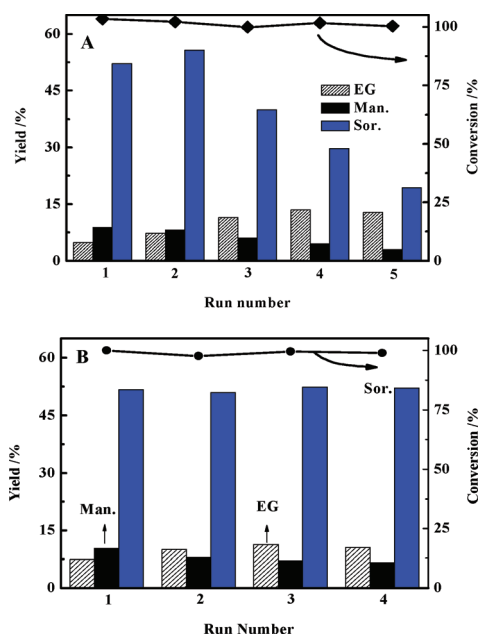 A
EG
Man.
Sor.
60
45
30
15
0
Yield /%
100
75
50
25
0
Conversion /%
1 2 3 4 5
Run number
B
Sor.
Man.
EG
60
45
30
15
0
Yield /%
100
75
50
25
0
Conversion /%
1 2 3 4
Run Number